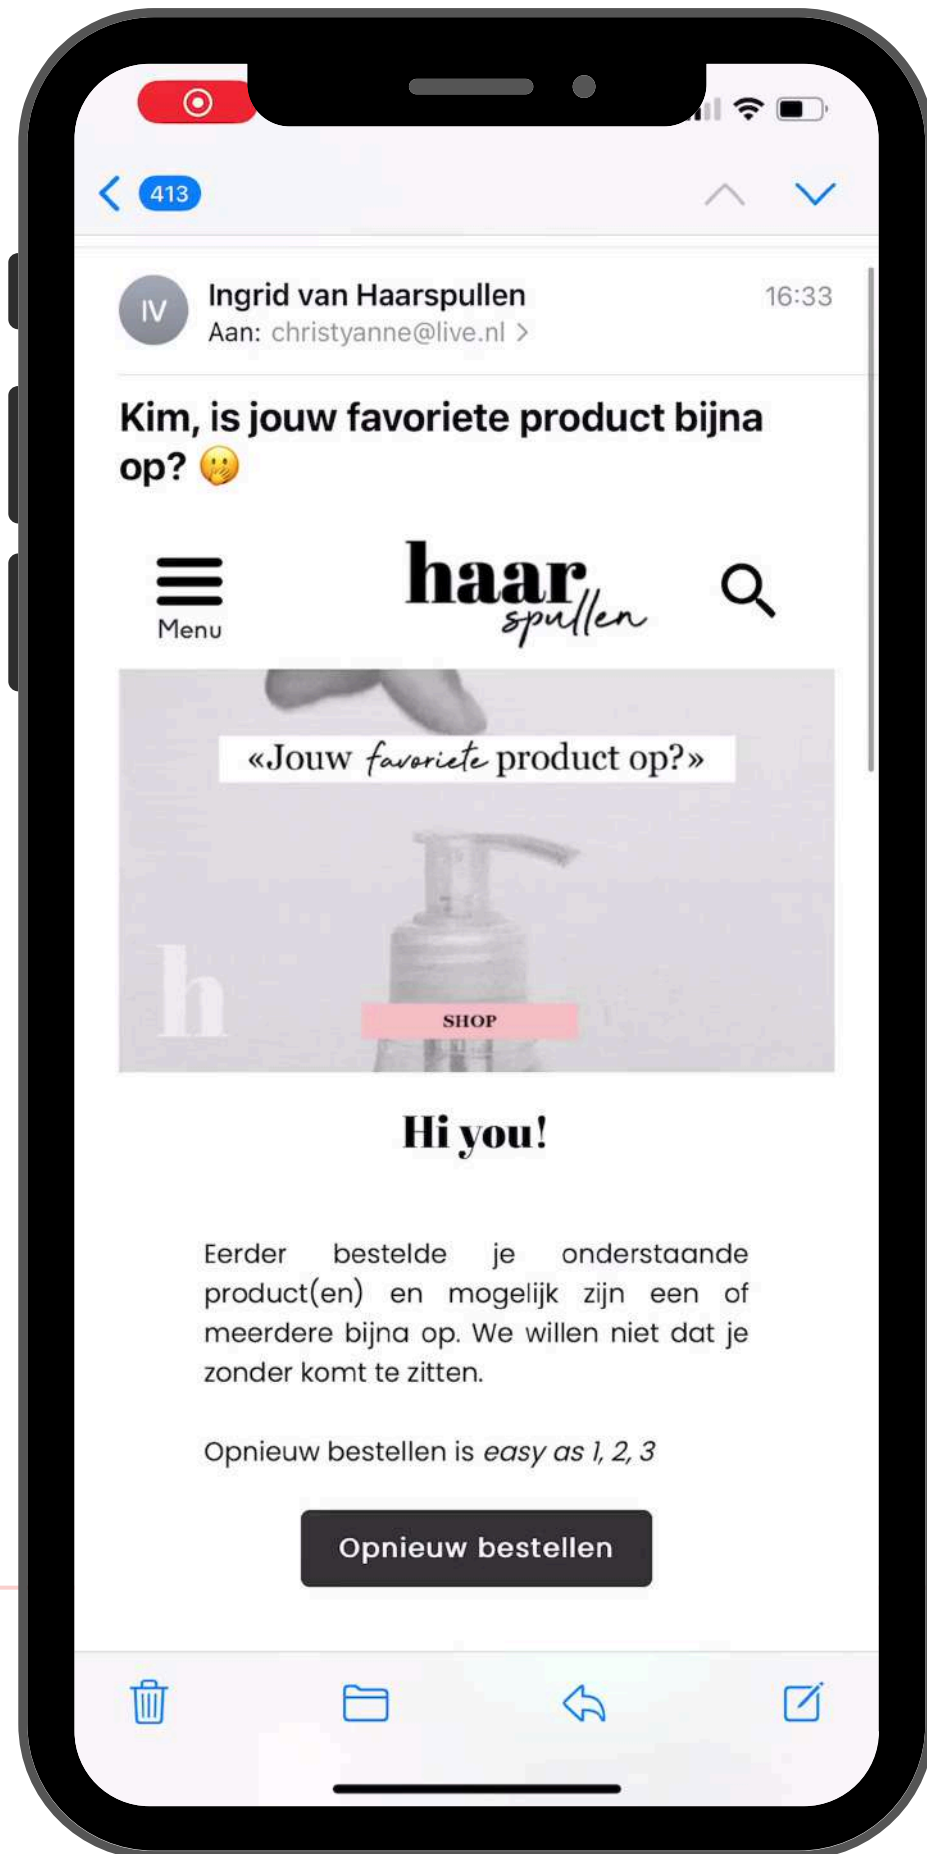 413
IV
Ingrid van Haarspullen
16:33
Aan: christyanne@live.nl >
Kim, is jouw favoriete product bijna
op? 🤭
Menu
haar
spullen
«Jouw favoriete product op?»
h
SHOP
Hi you!
Eerder bestelde je onderstaande
product(en) en mogelijk zijn een of
meerdere bijna op. We willen niet dat je
zonder komt te zitten.
Opnieuw bestellen is easy as 1, 2, 3
Opnieuw bestellen